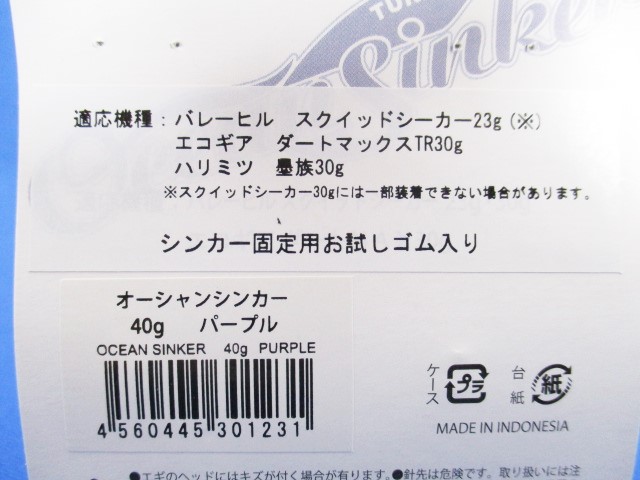 Sinker
適応機種：バレーヒル　スクイッドシーカー23g（※）
エコギア　ダートマックスTR30g
ハリミツ　墨族30g
※スクイッドシーカー30gには一部装着できない場合があります。
シンカー固定用お試しゴム入り
オーシャンシンカー
40g　パープル
OCEAN SINKER 40g PURPLE
4 560445 301231
ケース プラ 台紙 紙
MADE IN INDONESIA
●エギのヘッドにはキズが付く場合が有ります。●針先は危険です。取り扱いには注